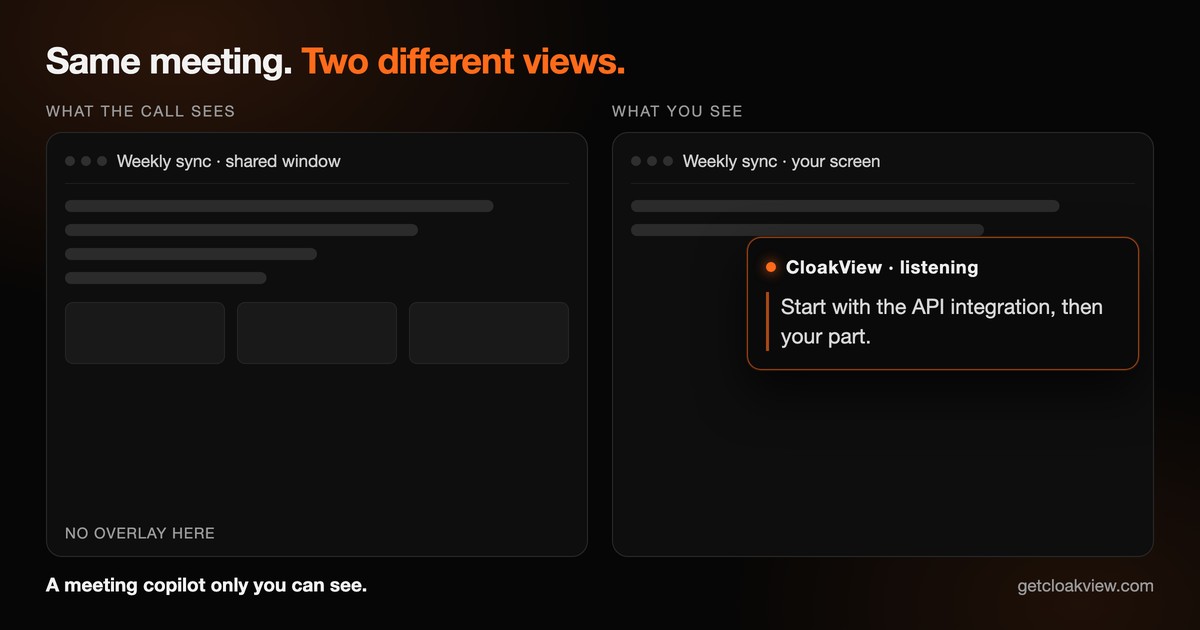 Same meeting. Two different views.
WHAT THE CALL SEES
Weekly sync · shared window
NO OVERLAY HERE
WHAT YOU SEE
Weekly sync · your screen
CloakView · listening
Start with the API integration, then
your part.
A meeting copilot only you can see.
getcloakview.com